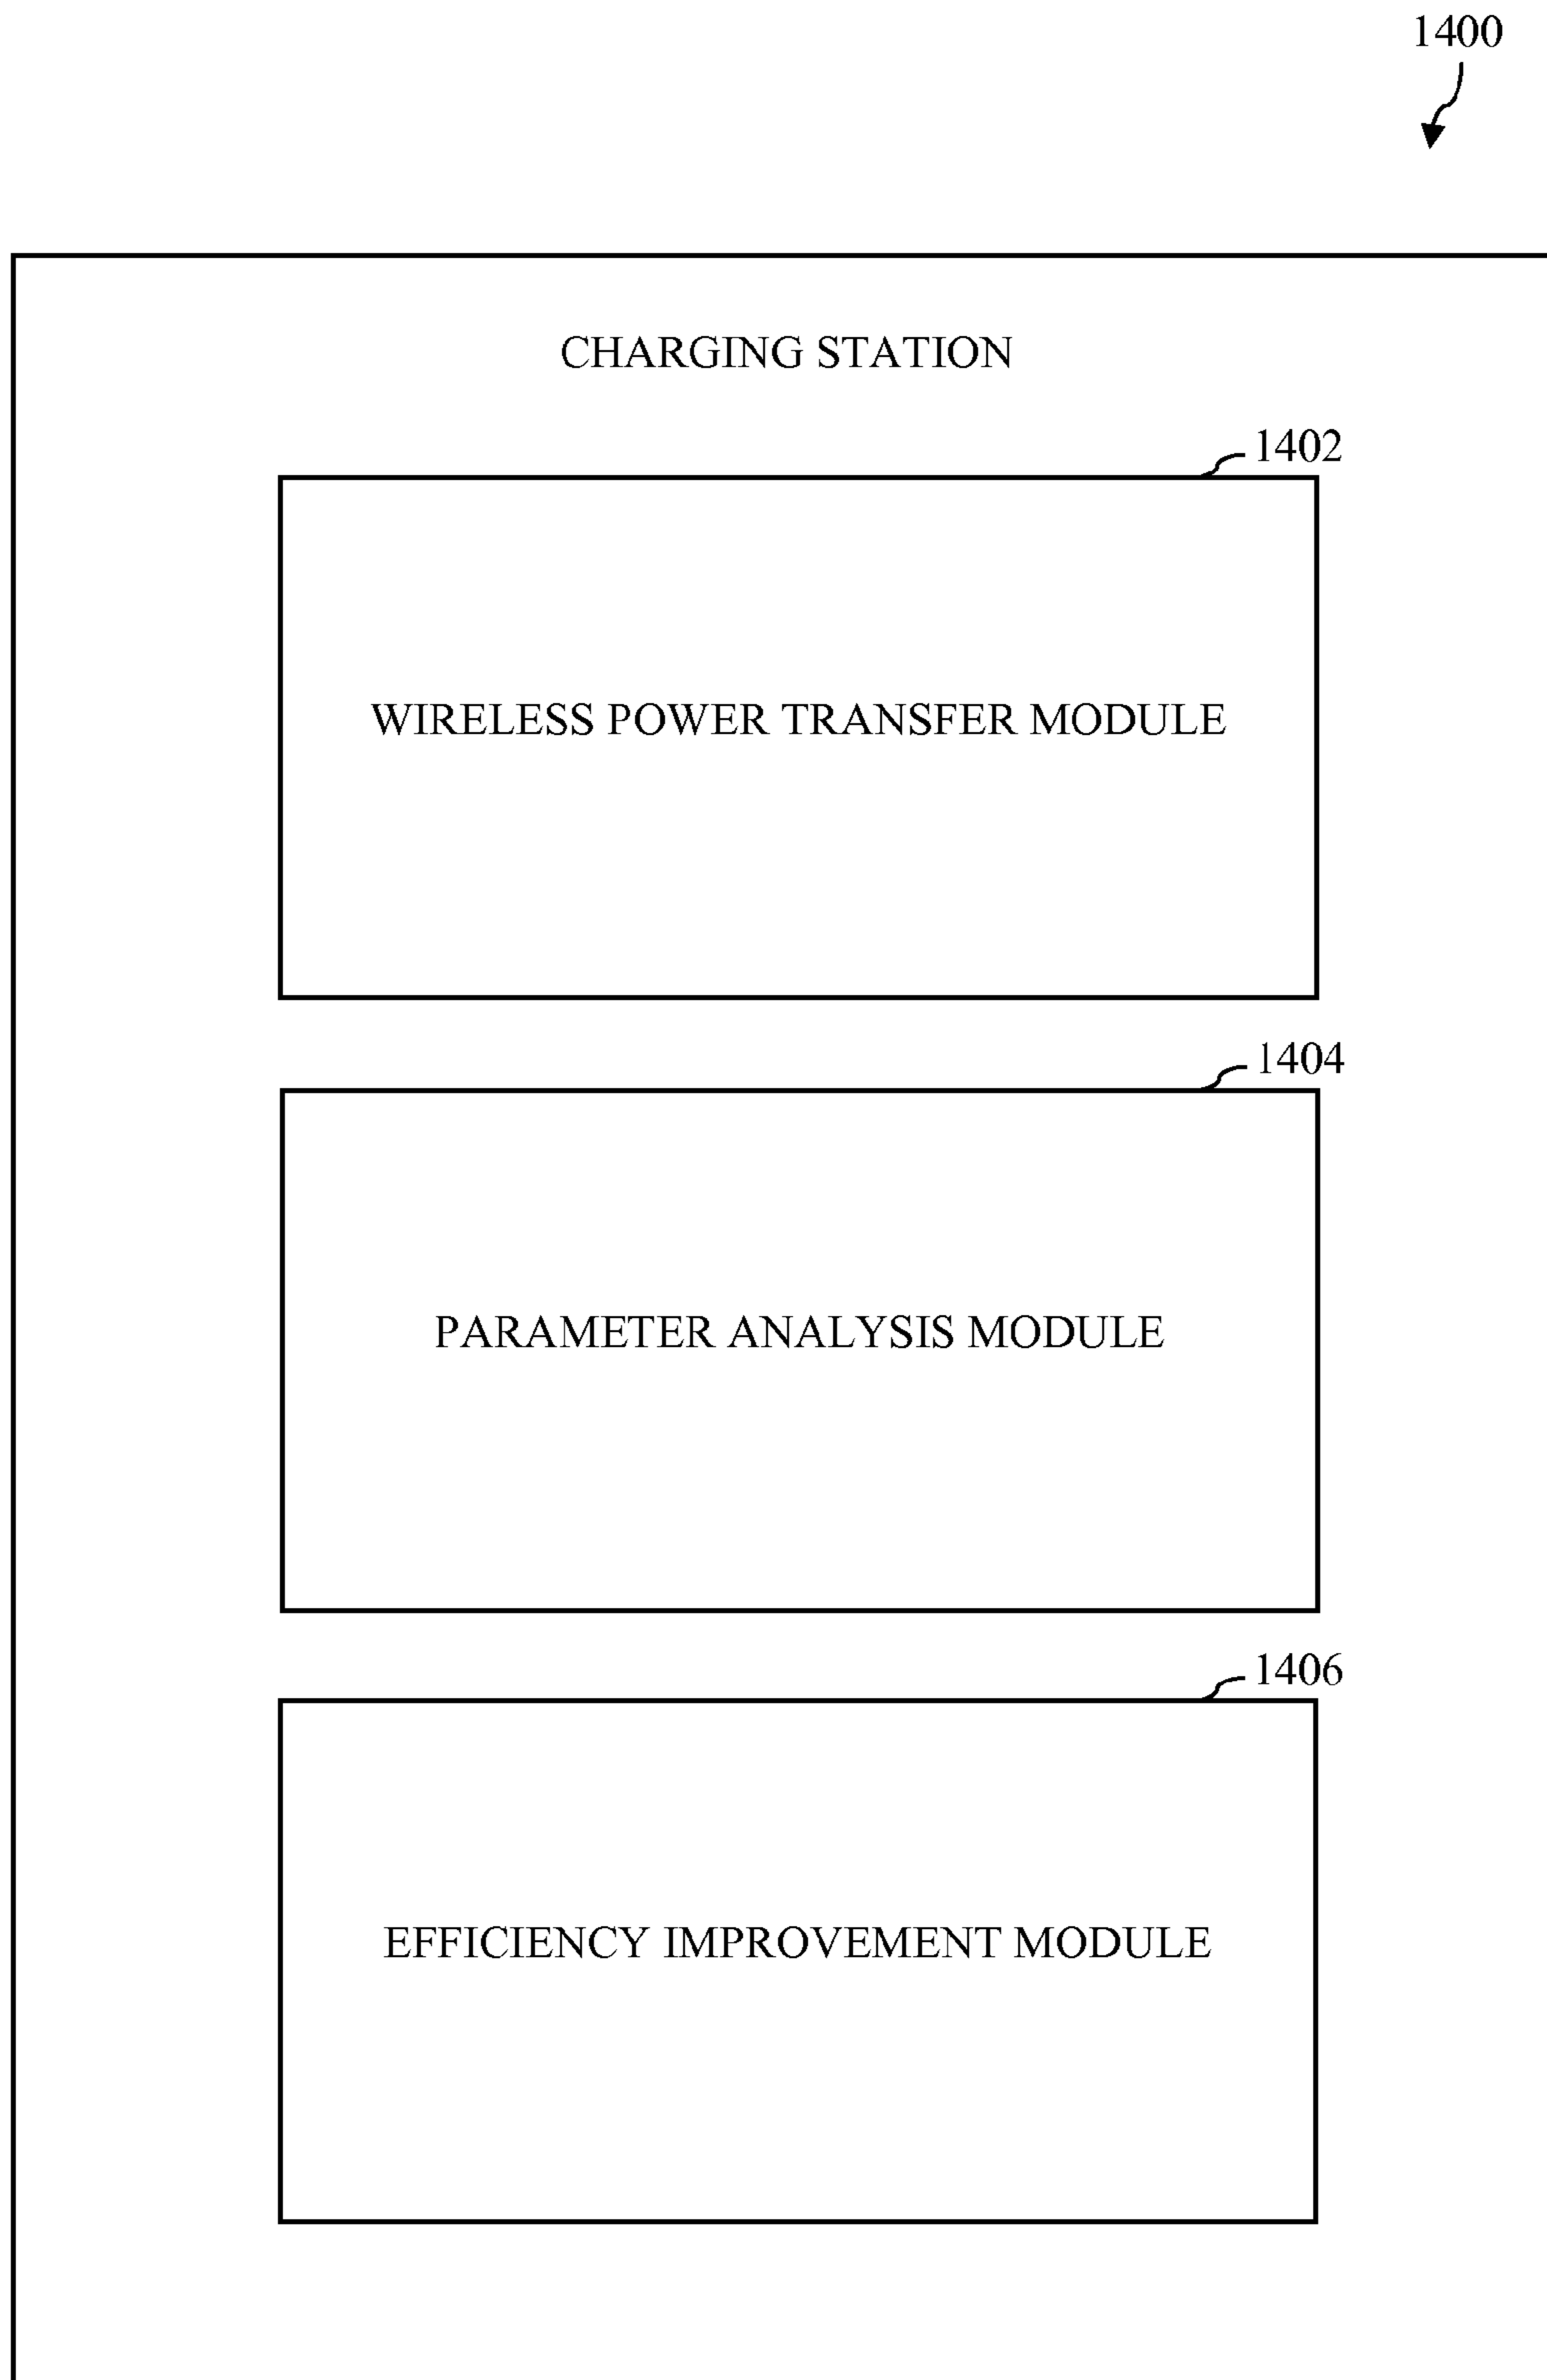 1400
CHARGING STATION
1402
WIRELESS POWER TRANSFER MODULE
1404
PARAMETER ANALYSIS MODULE
1406
EFFICIENCY IMPROVEMENT MODULE